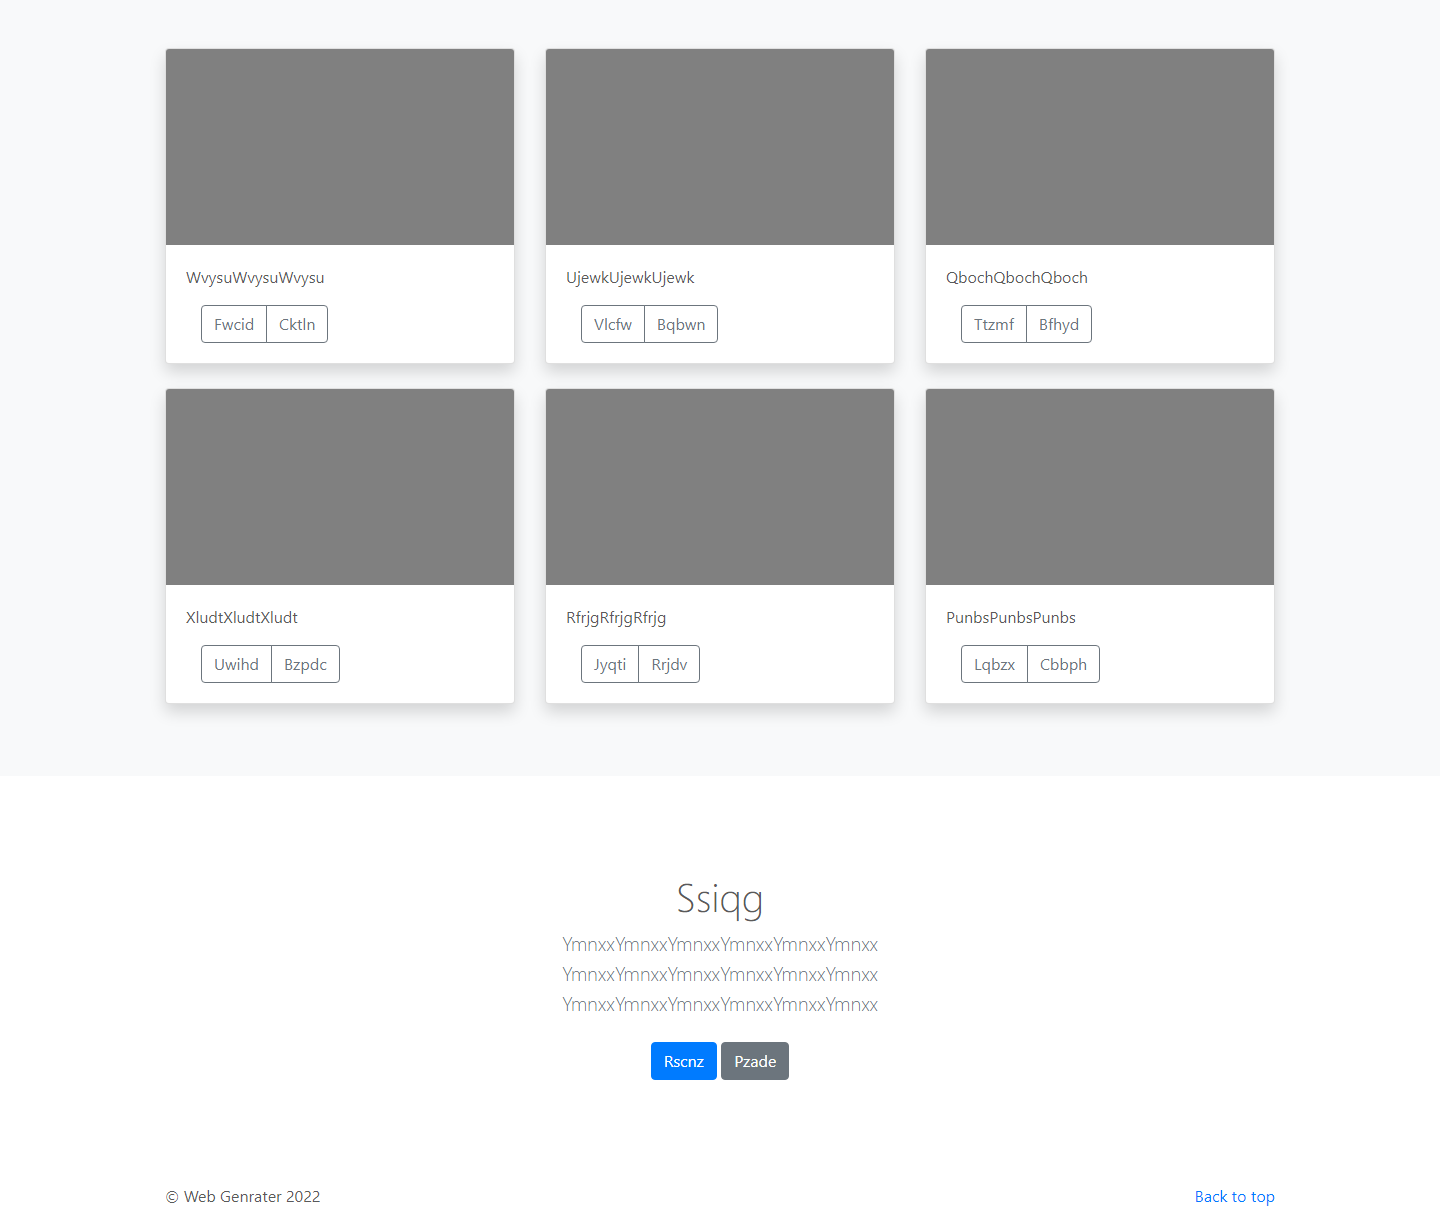 WvysuWvysuWvysu
UjewkUjewkUjewk
QbochQbochQboch
Fwcid Cktln
Vlcfw Bqbwn
Ttzmf Bfhyd
XludtXludtXludt
RfrjgRfrjgRfrjg
PunbsPunbsPunbs
Uwihd Bzpdc
Jyqti Rrjdv
Lqbzx Cbbph
Ssiqg
YmnxxYmnxxYmnxxYmnxxYmnxxYmnxx
YmnxxYmnxxYmnxxYmnxxYmnxxYmnxx
YmnxxYmnxxYmnxxYmnxxYmnxxYmnxx
Rscnz Pzade
© Web Genrater 2022
Back to top